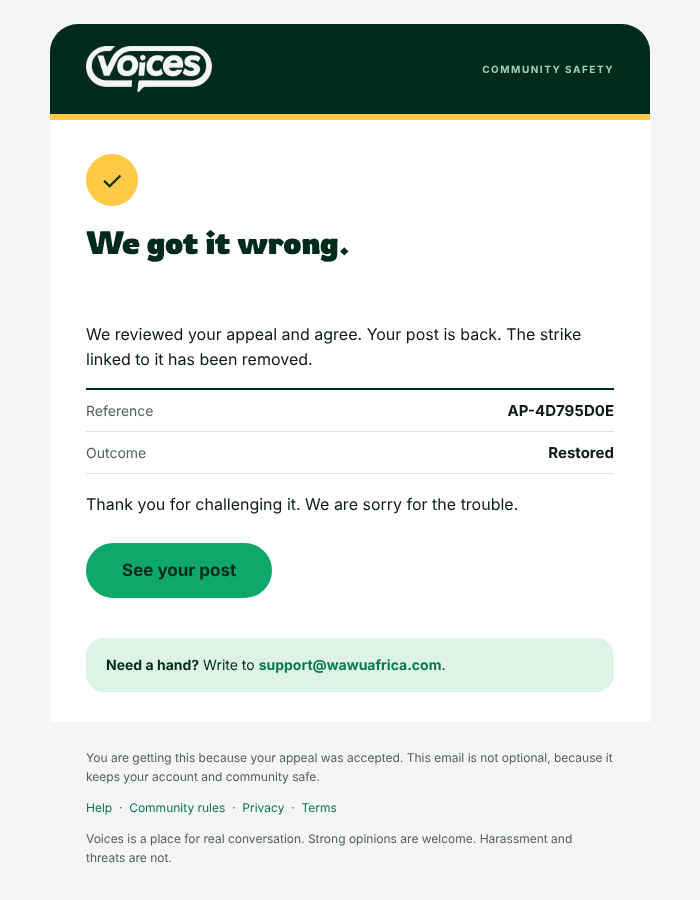 Voices
COMMUNITY SAFETY
We got it wrong.
We reviewed your appeal and agree. Your post is back. The strike
linked to it has been removed.
Reference AP-4D795D0E
Outcome Restored
Thank you for challenging it. We are sorry for the trouble.
See your post
Need a hand? Write to support@wawuafrica.com.
You are getting this because your appeal was accepted. This email is not optional, because it
keeps your account and community safe.
Help · Community rules · Privacy · Terms
Voices is a place for real conversation. Strong opinions are welcome. Harassment and
threats are not.